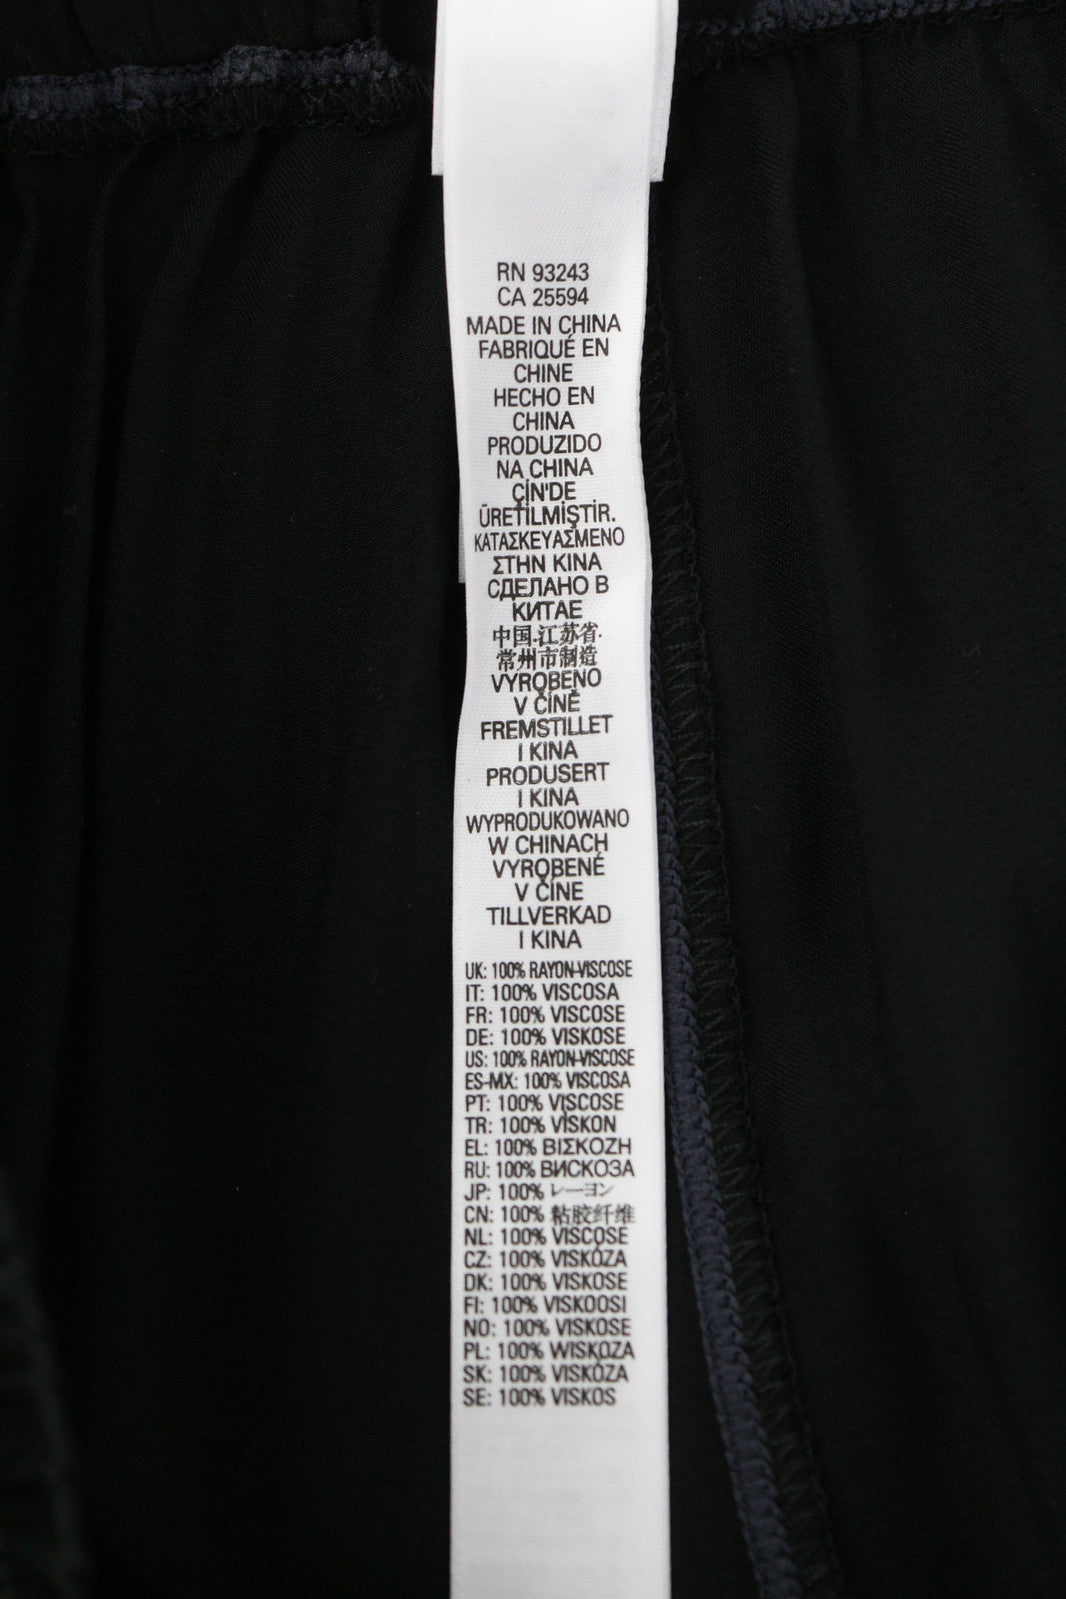 RN 93243
CA 25594
MADE IN CHINA
FABRIQUÉ EN
CHINE
HECHO EN
CHINA
PRODUZIDO
NA CHINA
ÇİN'DE
ÜRETİLMİŞTİR.
ΚΑΤΑΣΚΕΥΑΣΜΕΝΟ
ΣΤΗΝ ΚΙΝΑ
СДЕЛАНО В
КИТАЕ
中国.江苏省.
常州市制造
VYROBENO
V ČÍNĚ
FREMSTILLET
I KINA
PRODUSERT
I KINA
WYPRODUKOWANO
W CHINACH
VYROBENÉ
V ČÍNE
TILLVERKAD
I KINA
UK: 100% RAYON-VISCOSE
IT: 100% VISCOSA
FR: 100% VISCOSE
DE: 100% VISKOSE
US: 100% RAYON-VISCOSE
ES-MX: 100% VISCOSA
PT: 100% VISCOSE
TR: 100% VİSKON
EL: 100% ΒΙΣΚΟΖΗ
RU: 100% ВИСКОЗА
JP: 100% レーヨン
CN: 100% 粘胶纤维
NL: 100% VISCOSE
CZ: 100% VISKÓZA
DK: 100% VISKOSE
FI: 100% VISKOOSI
NO: 100% VISKOSE
PL: 100% WISKOZA
SK: 100% VISKÓZA
SE: 100% VISKOS